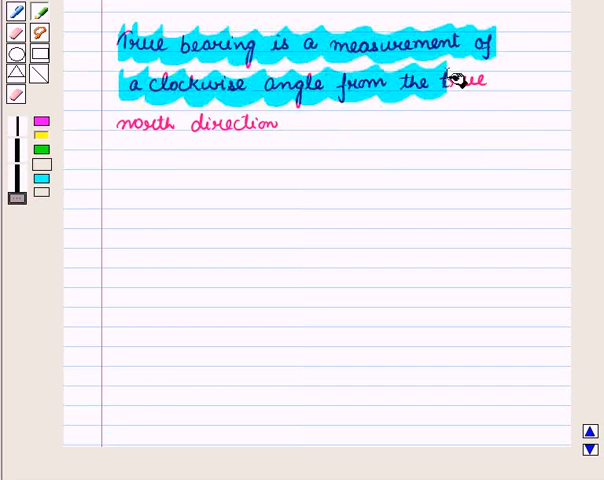 True bearing is a measurement of
a clockwise angle from the true
north direction